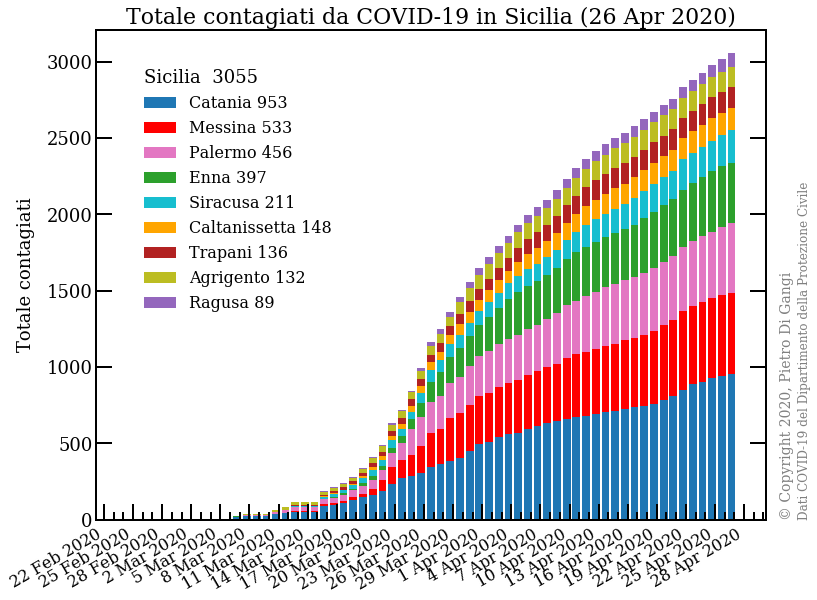 Totale contagiati da COVID-19 in Sicilia (26 Apr 2020)
Totale contagiati
3000
2500
2000
1500
1000
500
0
Sicilia 3055
Catania 953
Messina 533
Palermo 456
Enna 397
Siracusa 211
Caltanissetta 148
Trapani 136
Agrigento 132
Ragusa 89
22 Feb 2020
25 Feb 2020
28 Feb 2020
2 Mar 2020
5 Mar 2020
8 Mar 2020
11 Mar 2020
14 Mar 2020
17 Mar 2020
20 Mar 2020
23 Mar 2020
26 Mar 2020
29 Mar 2020
1 Apr 2020
4 Apr 2020
7 Apr 2020
10 Apr 2020
13 Apr 2020
16 Apr 2020
19 Apr 2020
22 Apr 2020
25 Apr 2020
28 Apr 2020
© Copyright 2020, Pietro Di Gangi
Dati COVID-19 del Dipartimento della Protezione Civile